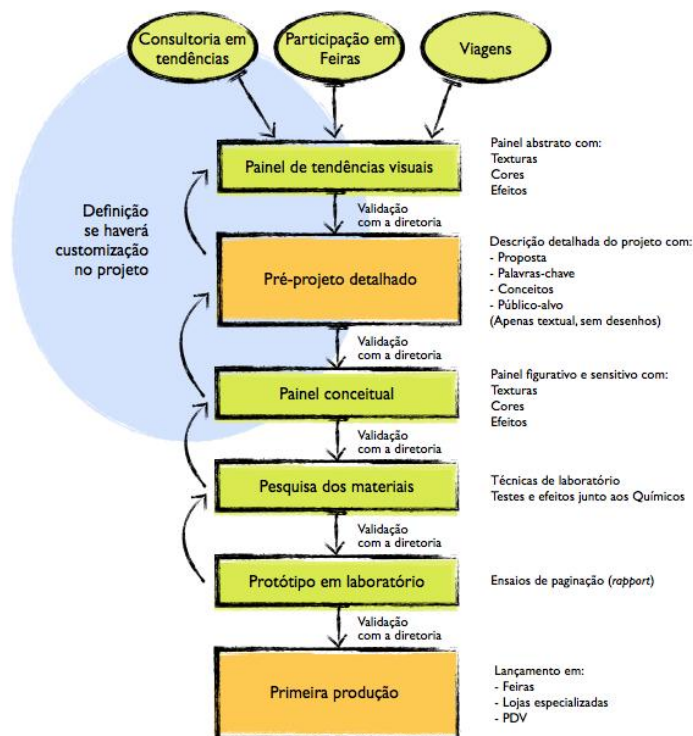 Consultoria em
tendências
Participação em
Feiras
Viagens
Painel de tendências visuais
Painel abstrato com:
Texturas
Cores
Efeitos
Definição
se haverá
customização
no projeto
Validação
com a diretoria
Pré-projeto detalhado
Descrição detalhada do projeto com:
- Proposta
- Palavras-chave
- Conceitos
- Público-alvo
(Apenas textual, sem desenhos)
Validação
com a diretoria
Painel conceitual
Painel figurativo e sensitivo com:
Texturas
Cores
Efeitos
Validação
com a diretoria
Pesquisa dos materiais
Técnicas de laboratório
Testes e efeitos junto aos Químicos
Validação
com a diretoria
Protótipo em laboratório
Ensaios de paginação (rapport)
Validação
com a diretoria
Primeira produção
Lançamento em:
- Feiras
- Lojas especializadas
- PDV